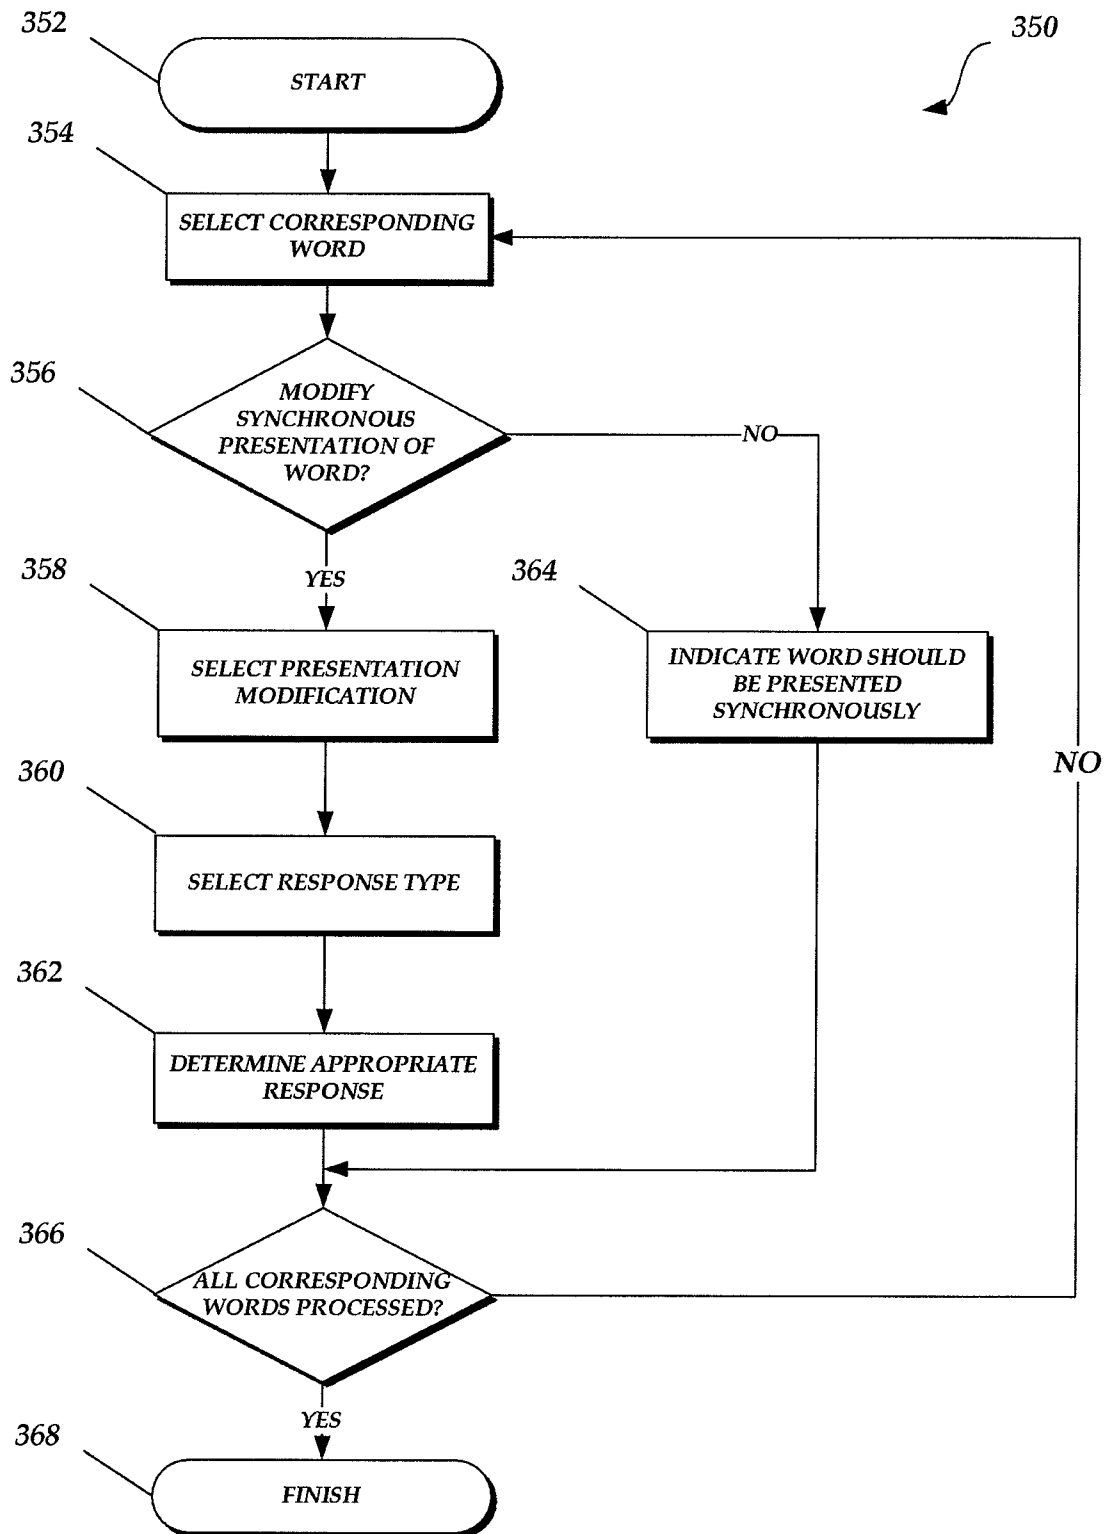 352
350
START
354
SELECT CORRESPONDING
WORD
356
MODIFY
SYNCHRONOUS
PRESENTATION OF
WORD?
NO
YES
358
SELECT PRESENTATION
MODIFICATION
364
INDICATE WORD SHOULD
BE PRESENTED
SYNCHRONOUSLY
NO
360
SELECT RESPONSE TYPE
362
DETERMINE APPROPRIATE
RESPONSE
366
ALL CORRESPONDING
WORDS PROCESSED?
YES
368
FINISH